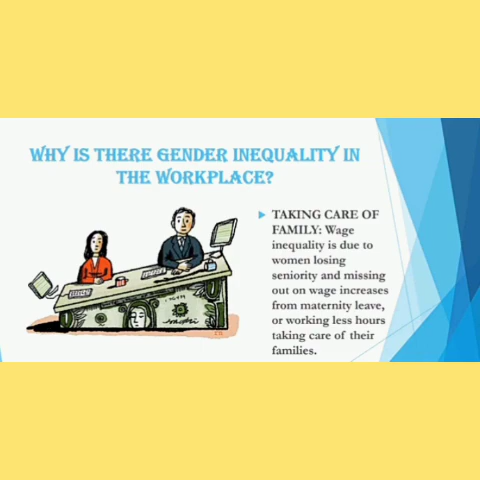 WHY IS THERE GENDER INEQUALITY IN
THE WORKPLACE?
TAKING CARE OF
FAMILY: Wage
inequality is due to
women losing
seniority and missing
out on wage increases
from maternity leave,
or working less hours
taking care of their
families.